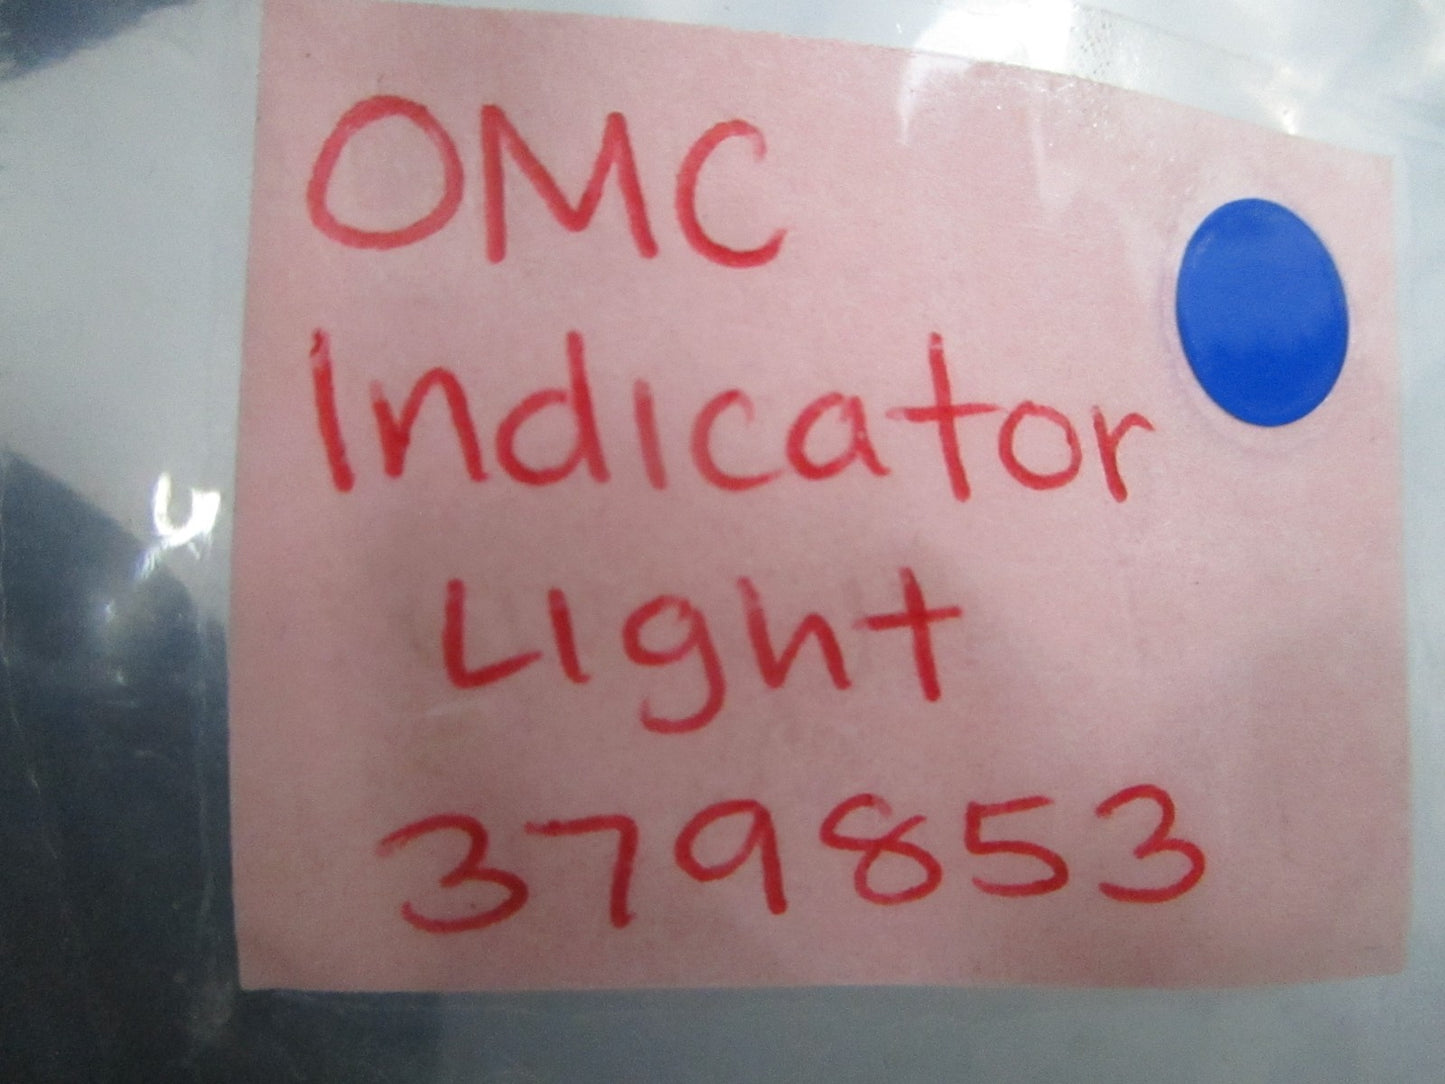 OMC
Indicator
Light
379853